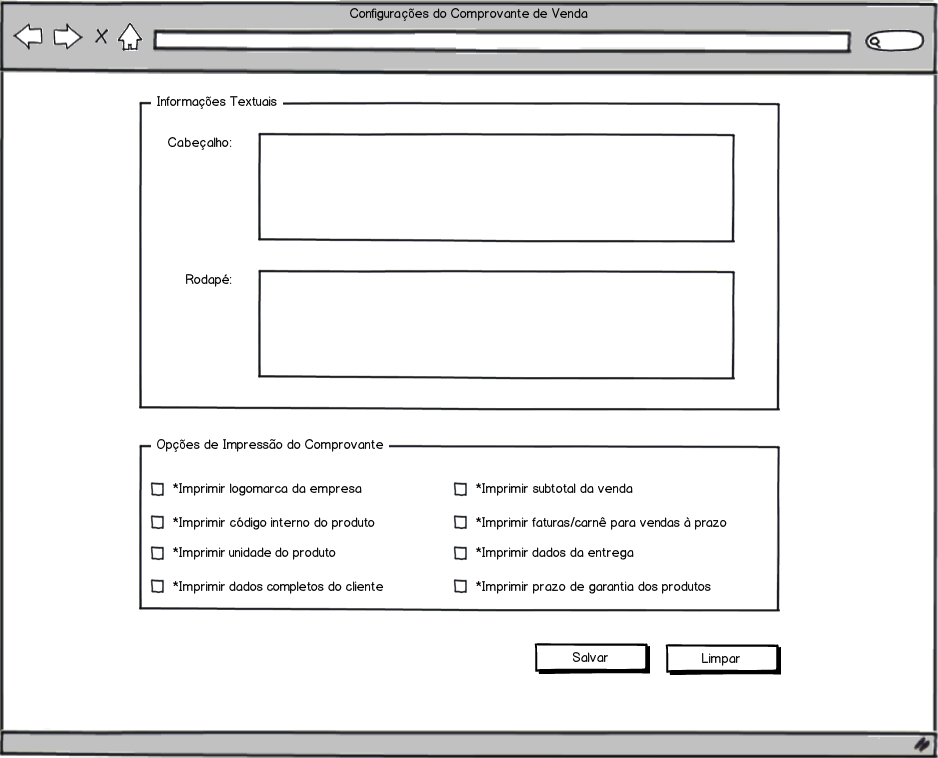 Configurações do Comprovante de Venda
Informações Textuais
Cabeçalho:
Rodapé:
Opções de Impressão do Comprovante
*Imprimir logomarca da empresa
*Imprimir subtotal da venda
*Imprimir código interno do produto
*Imprimir faturas/carnê para vendas à prazo
*Imprimir unidade do produto
*Imprimir dados da entrega
*Imprimir dados completos do cliente
*Imprimir prazo de garantia dos produtos
Salvar
Limpar